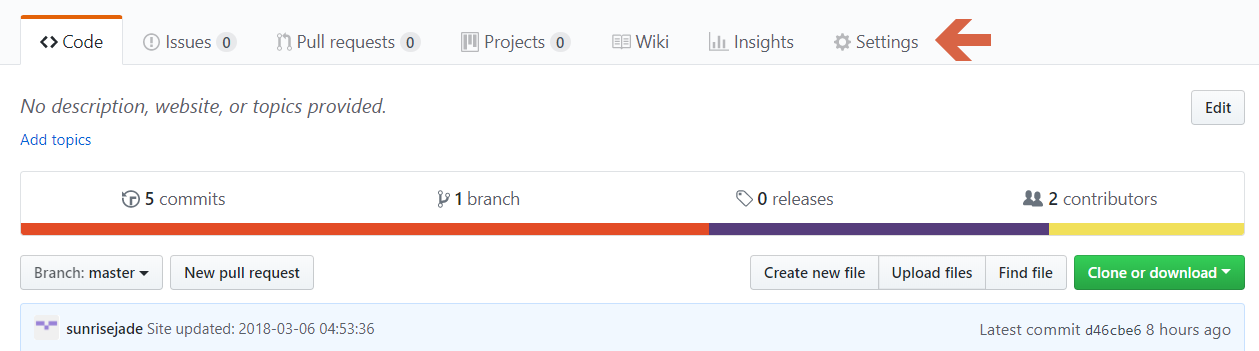 Code Issues 0 Pull requests 0 Projects 0 Wiki Insights Settings
No description, website, or topics provided. Edit
Add topics
5 commits 1 branch 0 releases 2 contributors
Branch: master New pull request Create new file Upload files Find file Clone or download
sunrisejade Site updated: 2018-03-06 04:53:36 Latest commit d46cbe6 8 hours ago